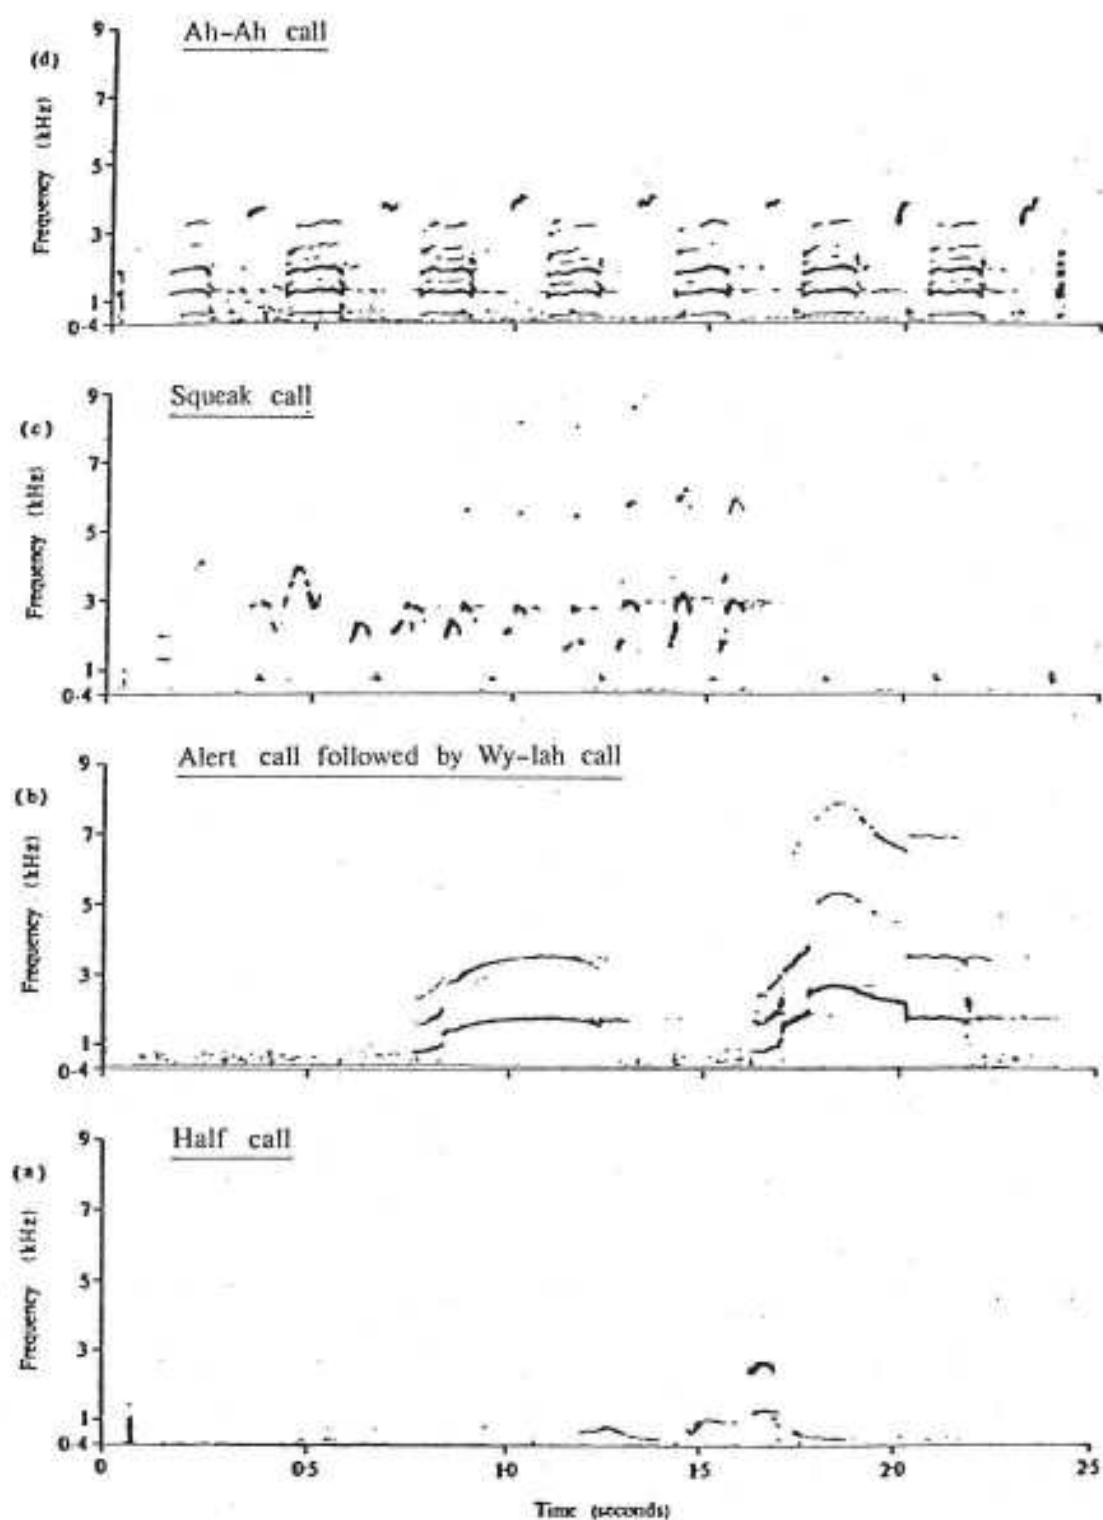 Ah-Ah call
(d)
Frequency (kHz)
9
7
5
3
1
0·4
Squeak call
(c)
Frequency (kHz)
9
7
5
3
1
0·4
Alert call followed by Wy-lah call
(b)
Frequency (kHz)
9
7
5
3
1
0·4
Half call
(a)
Frequency (kHz)
9
7
5
3
1
0·4
0 0·5 1·0 1·5 2·0 2·5
Time (seconds)